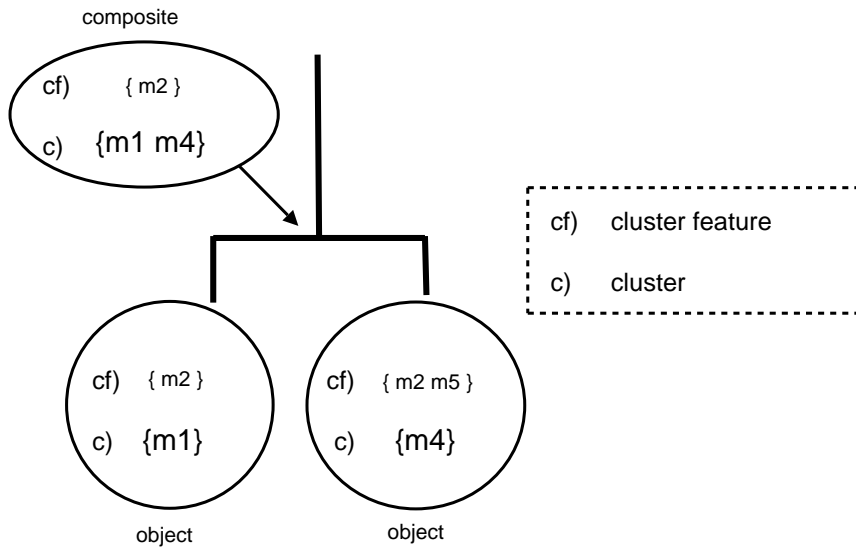 composite
cf) { m2 }
c) {m1 m4}
cf) cluster feature
c) cluster
cf) { m2 }
c) {m1}
object
cf) { m2 m5 }
c) {m4}
object